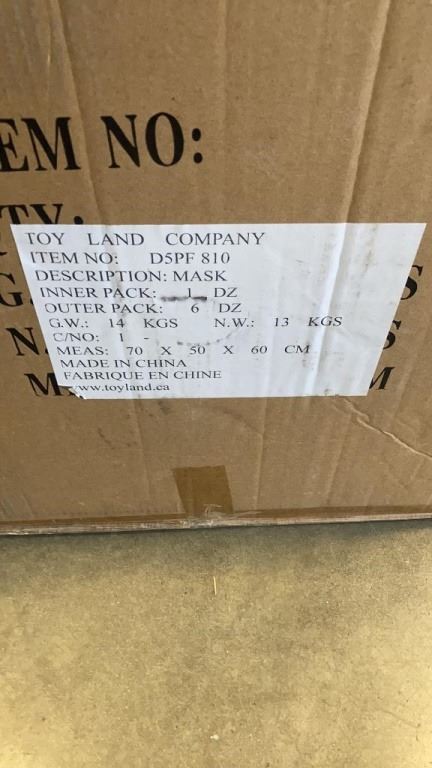 EM NO:
TY:
TOY LAND COMPANY
ITEM NO: D5PF 810
DESCRIPTION: MASK
INNER PACK: 1 DZ
OUTER PACK: 6 DZ
G.W.: 14 KGS N.W.: 13 KGS
C/NO: 1 -
MEAS: 70 X 50 X 60 CM
MADE IN CHINA
FABRIQUE EN CHINE
www.toyland.ca
G. S
N. S
M M